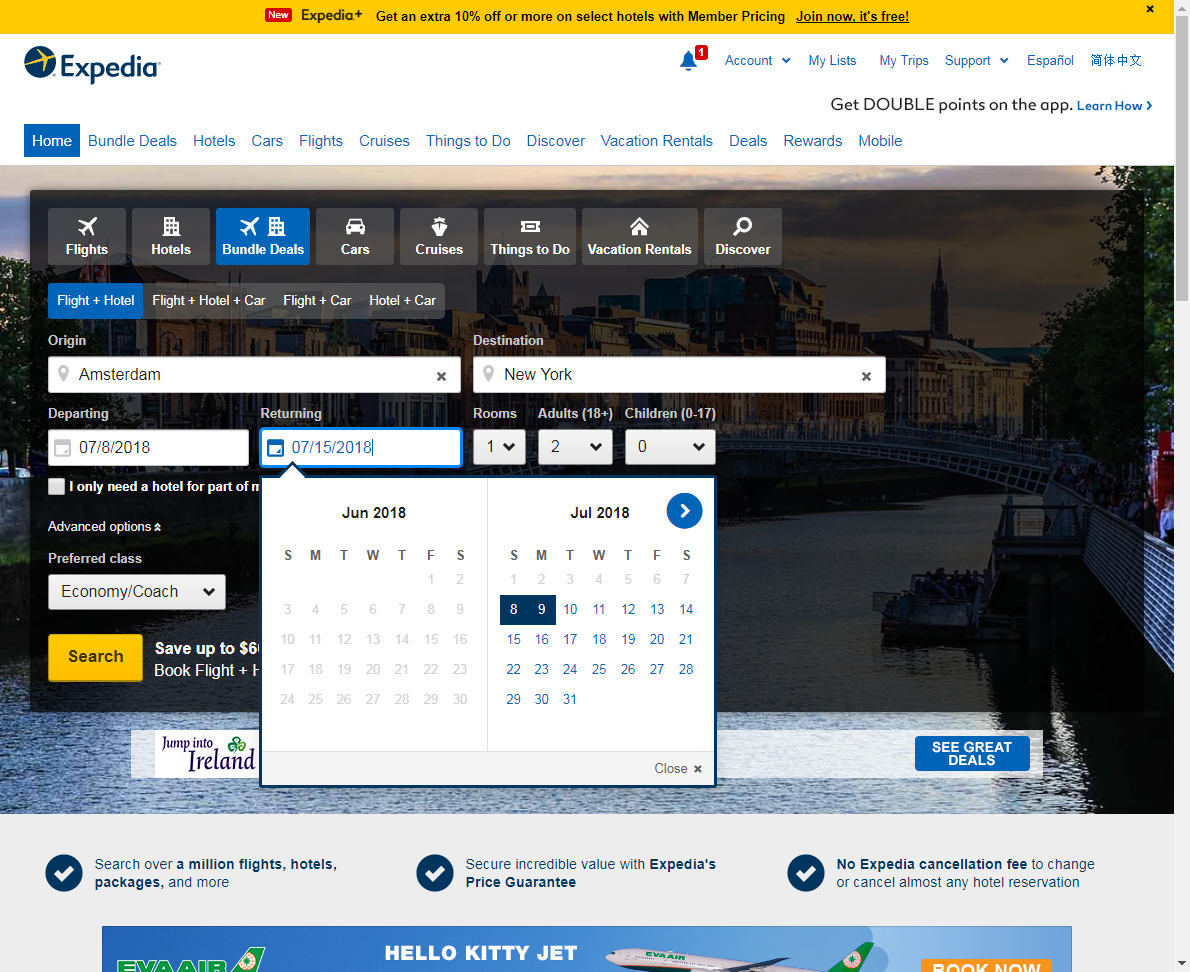 New Expedia+ Get an extra 10% off or more on select hotels with Member Pricing Join now, it's free!
Expedia
1
Account My Lists My Trips Support Español 简体中文
Get DOUBLE points on the app. Learn How
Home Bundle Deals Hotels Cars Flights Cruises Things to Do Discover Vacation Rentals Deals Rewards Mobile
Flights Hotels Bundle Deals Cars Cruises Things to Do Vacation Rentals Discover
Flight + Hotel Flight + Hotel + Car Flight + Car Hotel + Car
Origin Destination
Amsterdam New York
Departing Returning Rooms Adults (18+) Children (0-17)
07/8/2018 07/15/2018 1 2 0
I only need a hotel for part of m
Advanced options
Preferred class
Economy/Coach
Search
Save up to $6
Book Flight + H
Jun 2018 Jul 2018
S M T W T F S S M T W T F S
1 2 1 2 3 4 5 6 7
3 4 5 6 7 8 9 8 9 10 11 12 13 14
10 11 12 13 14 15 16 15 16 17 18 19 20 21
17 18 19 20 21 22 23 22 23 24 25 26 27 28
24 25 26 27 28 29 30 29 30 31
Close
Jump into
Ireland
SEE GREAT
DEALS
Search over a million flights, hotels,
packages, and more
Secure incredible value with Expedia's
Price Guarantee
No Expedia cancellation fee to change
or cancel almost any hotel reservation
EVA AIR
HELLO KITTY JET
EVA AIR
BOOK NOW